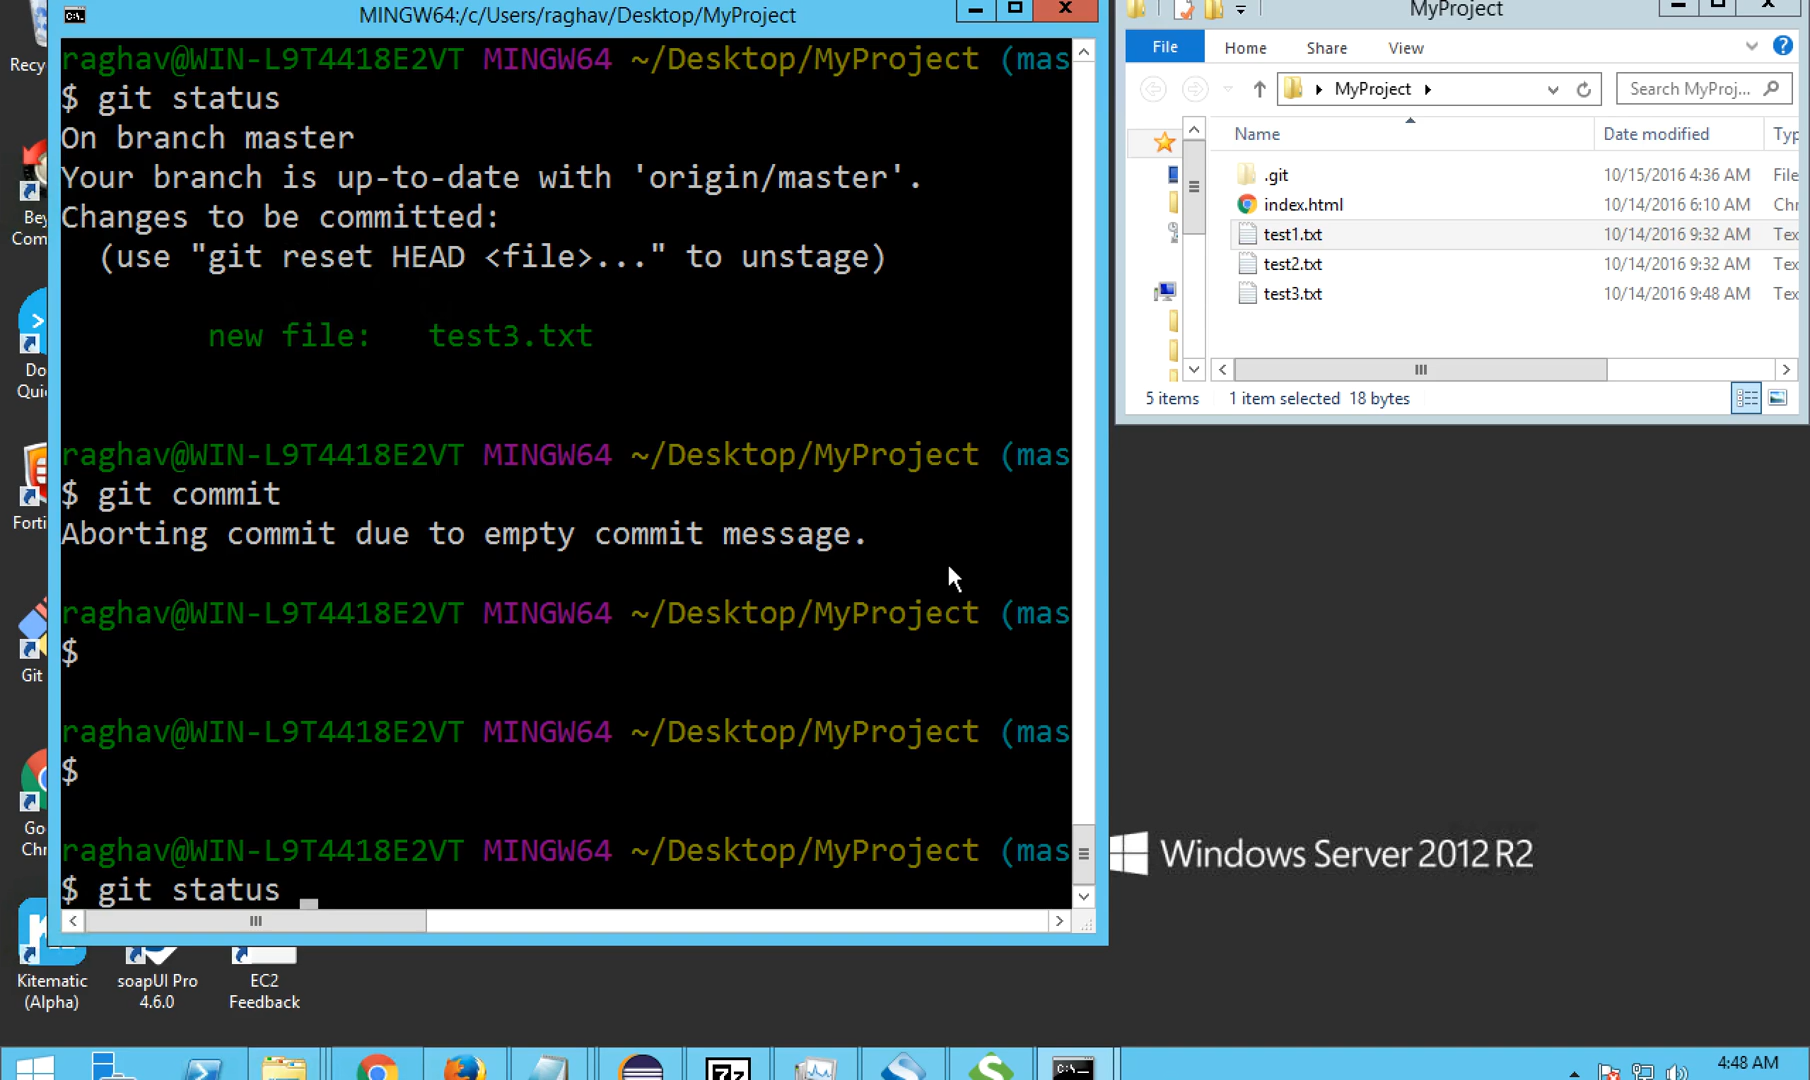 MINGW64:/c/Users/raghav/Desktop/MyProject
raghav@WIN-L9T4418E2VT MINGW64 ~/Desktop/MyProject (mas
$ git status
On branch master
Your branch is up-to-date with 'origin/master'.
Changes to be committed:
(use "git reset HEAD <file>..." to unstage)
new file: test3.txt
raghav@WIN-L9T4418E2VT MINGW64 ~/Desktop/MyProject (mas
$ git commit
Aborting commit due to empty commit message.
raghav@WIN-L9T4418E2VT MINGW64 ~/Desktop/MyProject (mas
$
raghav@WIN-L9T4418E2VT MINGW64 ~/Desktop/MyProject (mas
$
raghav@WIN-L9T4418E2VT MINGW64 ~/Desktop/MyProject (mas
$ git status
MyProject
File Home Share View
MyProject
Search MyProj...
Name Date modified Typ
.git 10/15/2016 4:36 AM File
index.html 10/14/2016 6:10 AM Chr
test1.txt 10/14/2016 9:32 AM Tex
test2.txt 10/14/2016 9:32 AM Tex
test3.txt 10/14/2016 9:48 AM Tex
5 items 1 item selected 18 bytes
Windows Server 2012 R2
Recy
Bey
Com
Do
Quic
Forti
Git
Go
Chr
Kitematic
(Alpha)
soapUI Pro
4.6.0
EC2
Feedback
4:48 AM